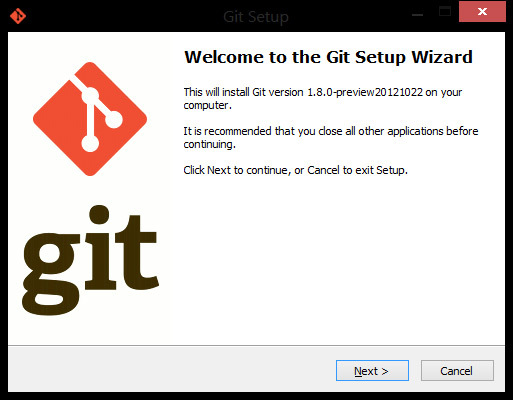 Git Setup
Welcome to the Git Setup Wizard
This will install Git version 1.8.0-preview20121022 on your
computer.
It is recommended that you close all other applications before
continuing.
Click Next to continue, or Cancel to exit Setup.
git
Next >
Cancel